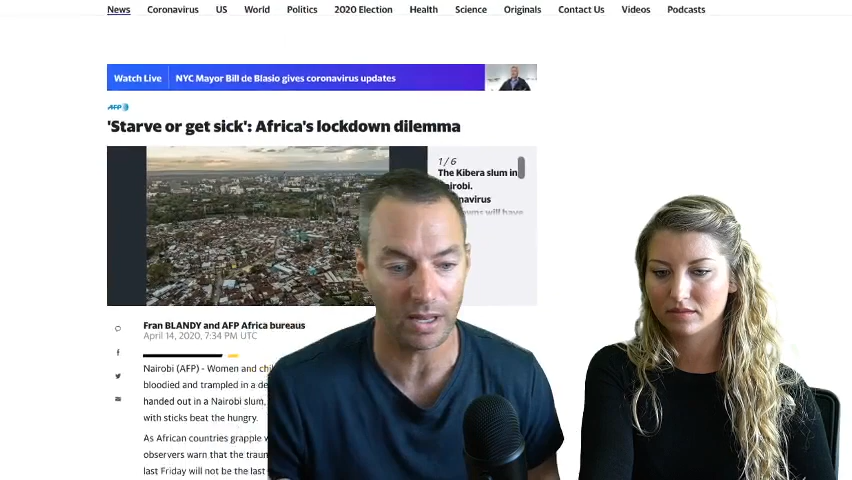 News Coronavirus US World Politics 2020 Election Health Science Originals Contact Us Videos Podcasts
Watch Live NYC Mayor Bill de Blasio gives coronavirus updates
AFP
'Starve or get sick': Africa's lockdown dilemma
1/6
The Kibera slum in
Nairobi.
Coronavirus
will have
Fran BLANDY and AFP Africa bureaus
April 14, 2020, 7:34 PM UTC
Nairobi (AFP) - Women and
bloodied and trampled in a
handed out in a Nairobi slum,
with sticks beat the hungry.
As African countries grapple
observers warn that the
last Friday will not be the last